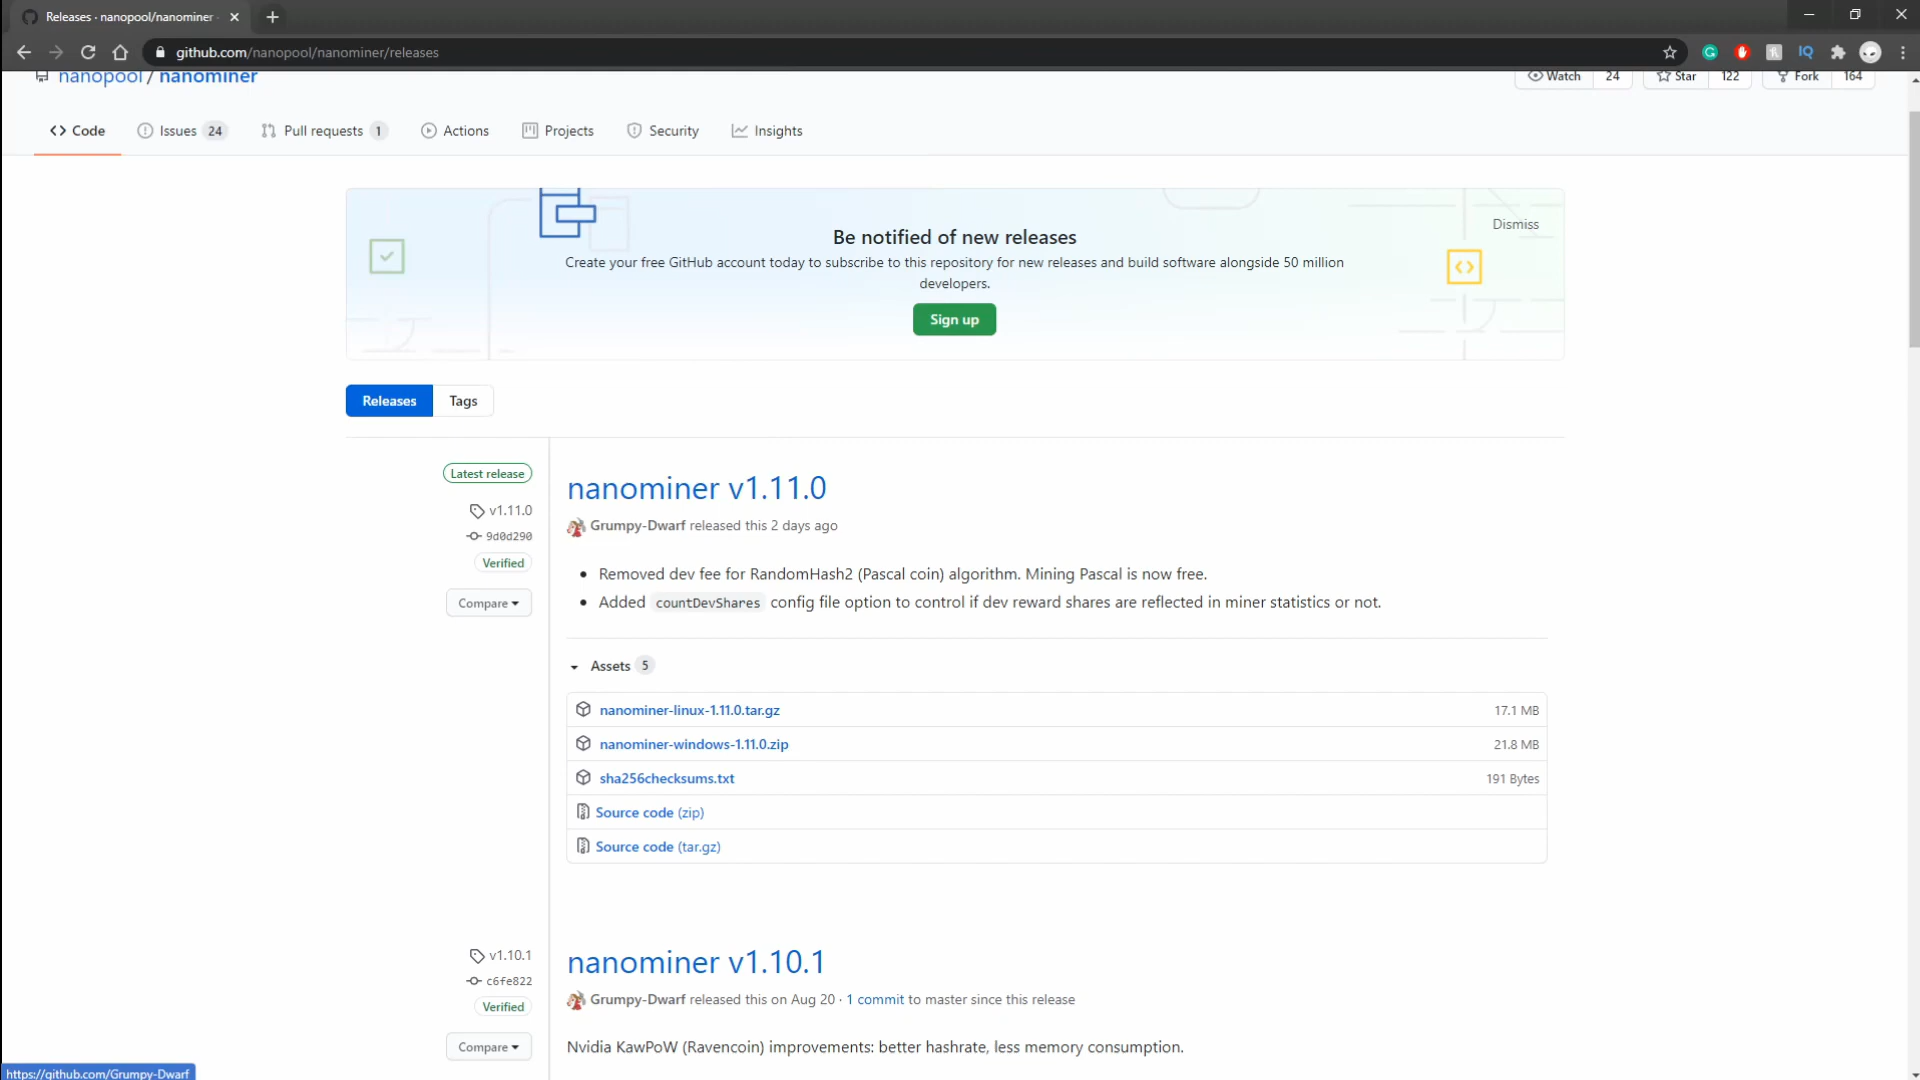 Releases · nanopool/nanominer
github.com/nanopool/nanominer/releases
nanopool / nanominer
Watch 24 Star 122 Fork 164
Code Issues 24 Pull requests 1 Actions Projects Security Insights
Be notified of new releases
Dismiss
Create your free GitHub account today to subscribe to this repository for new releases and build software alongside 50 million
developers.
Sign up
Releases Tags
Latest release
v1.11.0
9d0d290
Verified
Compare
nanominer v1.11.0
Grumpy-Dwarf released this 2 days ago
• Removed dev fee for RandomHash2 (Pascal coin) algorithm. Mining Pascal is now free.
• Added countDevShares config file option to control if dev reward shares are reflected in miner statistics or not.
Assets 5
nanominer-linux-1.11.0.tar.gz 17.1 MB
nanominer-windows-1.11.0.zip 21.8 MB
sha256checksums.txt 191 Bytes
Source code (zip)
Source code (tar.gz)
v1.10.1
c6fe822
Verified
Compare
nanominer v1.10.1
Grumpy-Dwarf released this on Aug 20 · 1 commit to master since this release
Nvidia KawPoW (Ravencoin) improvements: better hashrate, less memory consumption.
https://github.com/Grumpy-Dwarf